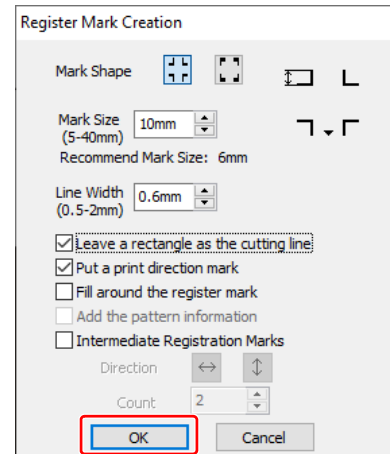 Register Mark Creation
Mark Shape
Mark Size
(5-40mm)
10mm
Recommend Mark Size: 6mm
Line Width
(0.5-2mm)
0.6mm
Leave a rectangle as the cutting line
Put a print direction mark
Fill around the register mark
Add the pattern information
Intermediate Registration Marks
Direction
Count
2
OK
Cancel